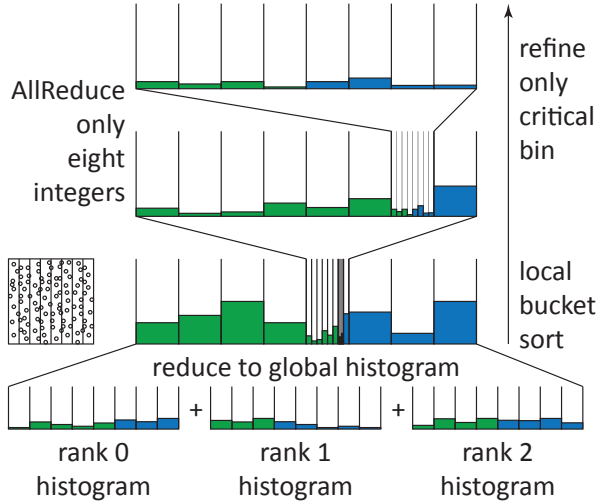 AllReduce
only
eight
integers
refine
only
critical
bin
local
bucket
sort
reduce to global histogram
+ +
rank 0
histogram
rank 1
histogram
rank 2
histogram